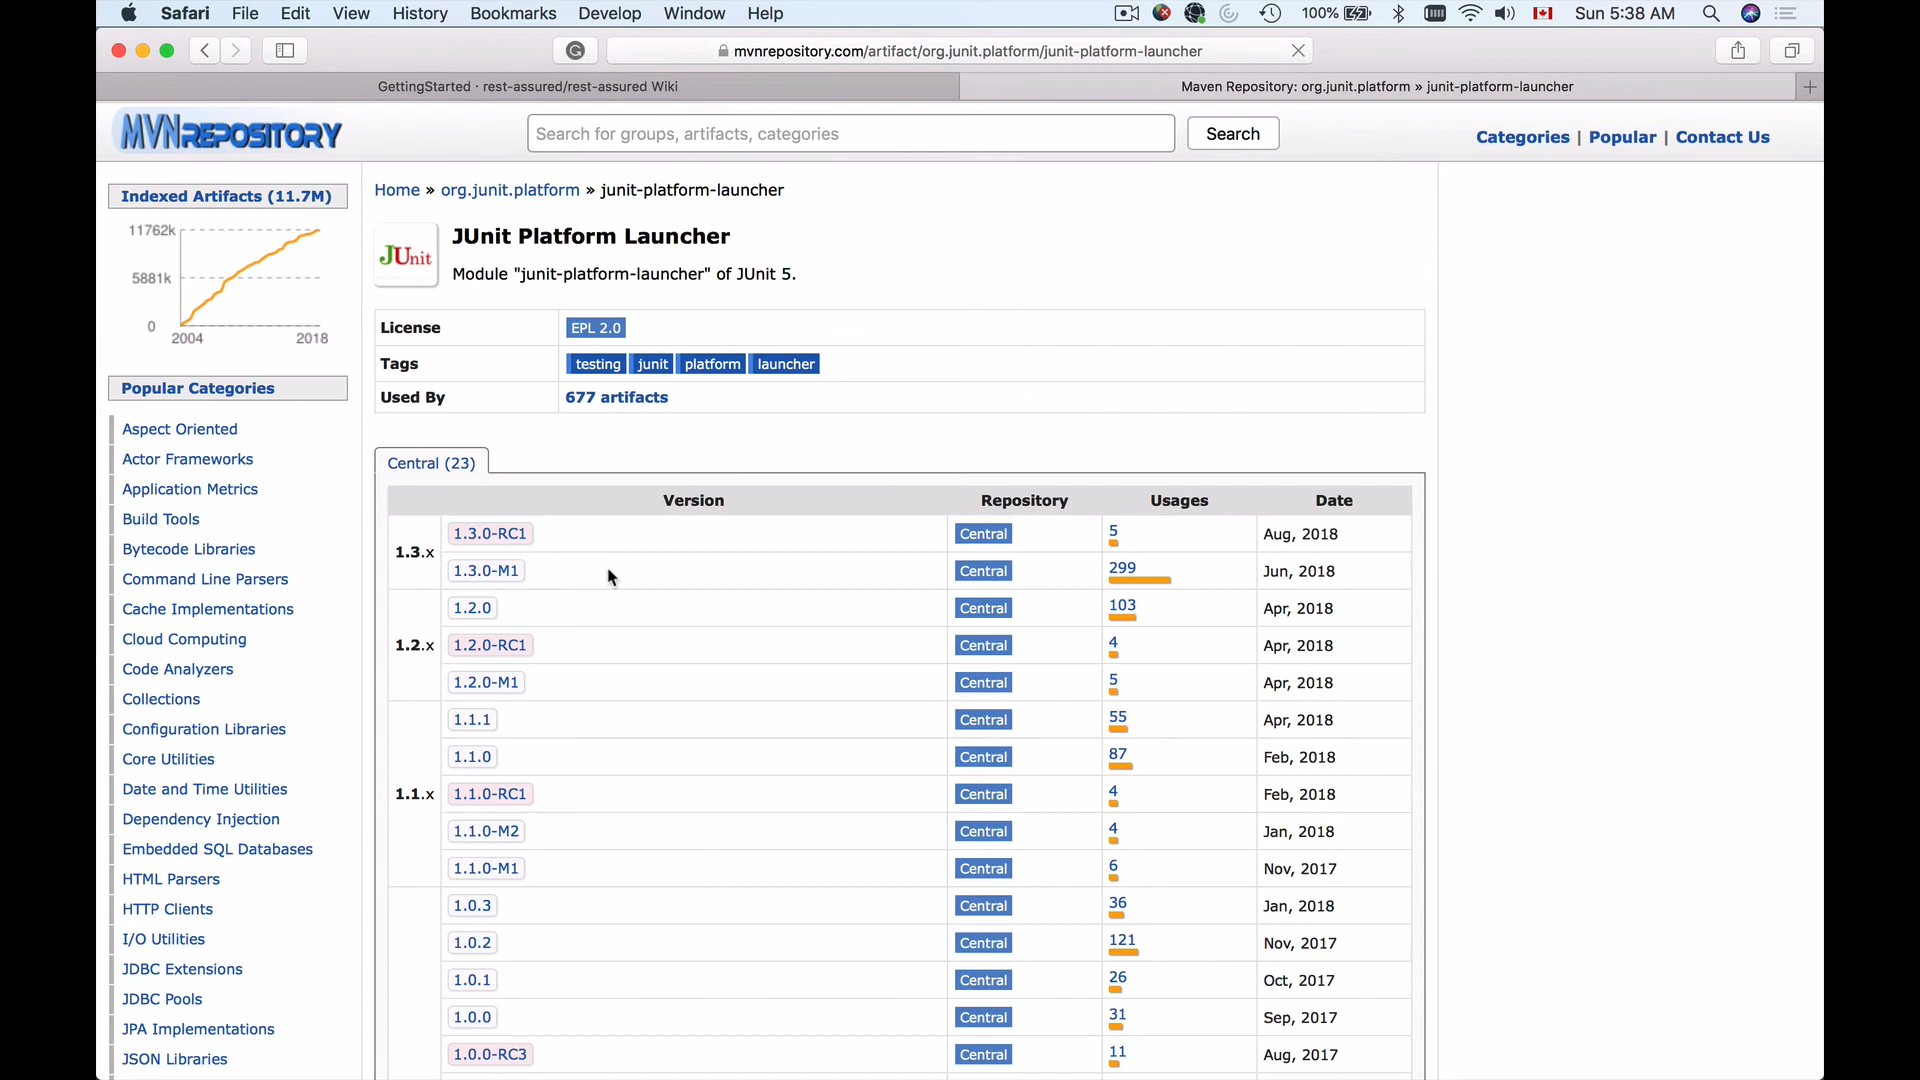 Safari File Edit View History Bookmarks Develop Window Help 100% Sun 5:38 AM
mvnrepository.com/artifact/org.junit.platform/junit-platform-launcher
GettingStarted · rest-assured/rest-assured Wiki
Maven Repository: org.junit.platform » junit-platform-launcher
MVNREPOSITORY
Search for groups, artifacts, categories
Search
Categories | Popular | Contact Us
Indexed Artifacts (11.7M)
11762k
5881k
0
2004 2018
Popular Categories
Aspect Oriented
Actor Frameworks
Application Metrics
Build Tools
Bytecode Libraries
Command Line Parsers
Cache Implementations
Cloud Computing
Code Analyzers
Collections
Configuration Libraries
Core Utilities
Date and Time Utilities
Dependency Injection
Embedded SQL Databases
HTML Parsers
HTTP Clients
I/O Utilities
JDBC Extensions
JDBC Pools
JPA Implementations
JSON Libraries
Home » org.junit.platform » junit-platform-launcher
JUnit
JUnit Platform Launcher
Module "junit-platform-launcher" of JUnit 5.
License EPL 2.0
Tags testing junit platform launcher
Used By 677 artifacts
Central (23)
Version Repository Usages Date
1.3.x
1.3.0-RC1 Central 5 Aug, 2018
1.3.0-M1 Central 299 Jun, 2018
1.2.x
1.2.0 Central 103 Apr, 2018
1.2.0-RC1 Central 4 Apr, 2018
1.2.0-M1 Central 5 Apr, 2018
1.1.x
1.1.1 Central 55 Apr, 2018
1.1.0 Central 87 Feb, 2018
1.1.0-RC1 Central 4 Feb, 2018
1.1.0-M2 Central 4 Jan, 2018
1.1.0-M1 Central 6 Nov, 2017
1.0.3 Central 36 Jan, 2018
1.0.2 Central 121 Nov, 2017
1.0.1 Central 26 Oct, 2017
1.0.0 Central 31 Sep, 2017
1.0.0-RC3 Central 11 Aug, 2017